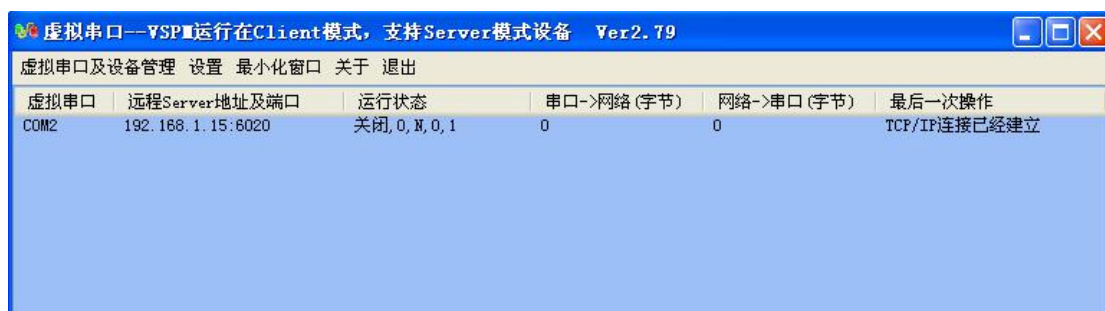 虚拟串口--VSPM运行在Client模式，支持Server模式设备 Ver2.79
虚拟串口及设备管理 设置 最小化窗口 关于 退出
虚拟串口 远程Server地址及端口 运行状态 串口->网络(字节) 网络->串口(字节) 最后一次操作
COM2 192.168.1.15:6020 关闭,0,N,0,1 0 0 TCP/IP连接已经建立